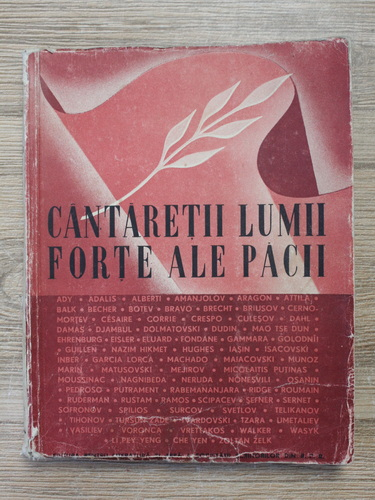 CÂNTĂREȚII LUMII
FORȚE ALE PĂCII
ADY • ADALIS • ALBERTI • AMANJOLOV • ARAGON • ATTILA
BALK • BECHER • BOTEV • BRAVO • BRECHT • BRIUSOV • CERNO-
MORTEV • CÉSAIRE • CORRIE • CRESPO • CULEȘOV • DAHL •
DAMAS • DJAMBUL • DOLMATOVSKI • DUDIN • MAO TSE DUN
EHRENBURG • EISLER • ELUARD • FONDANE • GAMMARA • GOLODNÎI
• GUILLEN • NAZIM HIKMET • HUGHES • IAȘIN • ISACOVSKI •
INBER • GARCIA LORCA • MACHADO • MAIACOVSKI • MUNOZ
MARIN • MATUSOVSKI • MEJIROV • MICOLAITIS PUTINAS •
MOUSSINAC • NAGNIBEDA • NERUDA • NONESVILI • OSANIN
• PEDROSO • PUTRAMENT • RABEMANANJARA • RIDGE • ROUMAIN
• RUDERMAN • RUSTAM • RAMOS • SCIPACEV • ȘEFNER • SERNET •
SOFRONOV • SPILIOS • SURCOV • SVETLOV • TELIKANOV
• TIHONOV • TURSUN-ZADE • TVARDOVSKI • TZARA • UMETALIEV
• VASILIEV • VORONCA • VRETTAKOS • WALKER • WASYK •
LI PEY YENG • CHE YEN • ZOLTAN ZELK